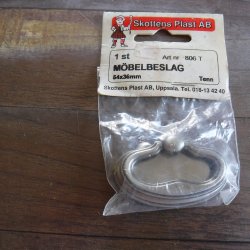 Skottens Plast AB
1 st Art nr 806 T
MÖBELBESLAG
64x36mm Tenn
Skottens Plast AB, Uppsala. Tel. 018-13 42 40